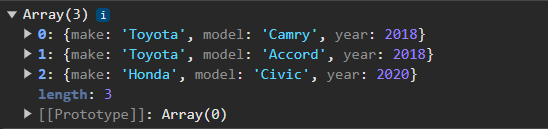 Array(3) i
0: {make: 'Toyota', model: 'Camry', year: 2018}
1: {make: 'Toyota', model: 'Accord', year: 2018}
2: {make: 'Honda', model: 'Civic', year: 2020}
length: 3
[[Prototype]]: Array(0)